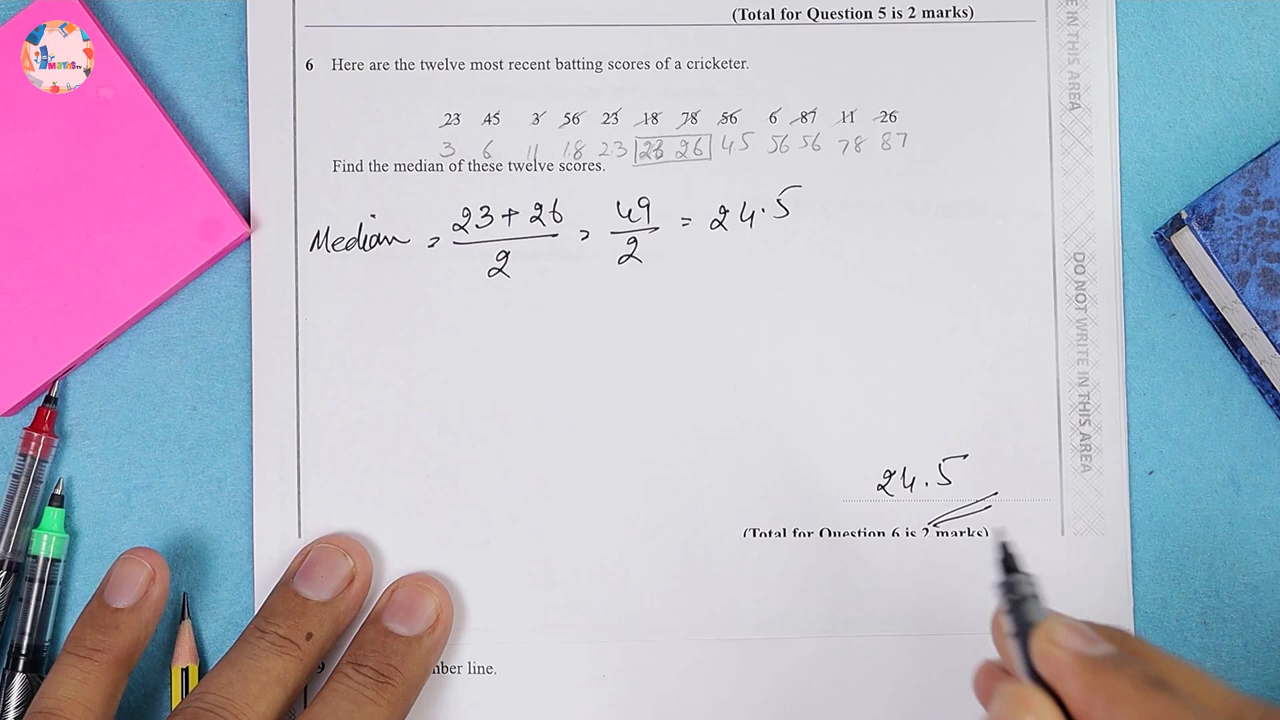 (Total for Question 5 is 2 marks)
6 Here are the twelve most recent batting scores of a cricketer.
23 45 3 56 23 18 78 56 6 87 11 26
3 6 11 18 23 23 26 45 56 56 78 87
Find the median of these twelve scores.
Median = 23 + 26 / 2 = 49 / 2 = 24.5
24.5
(Total for Question 6 is 2 marks)
mber line.
E IN THIS AREA
DO NOT WRITE IN THIS AREA
MATHS TV